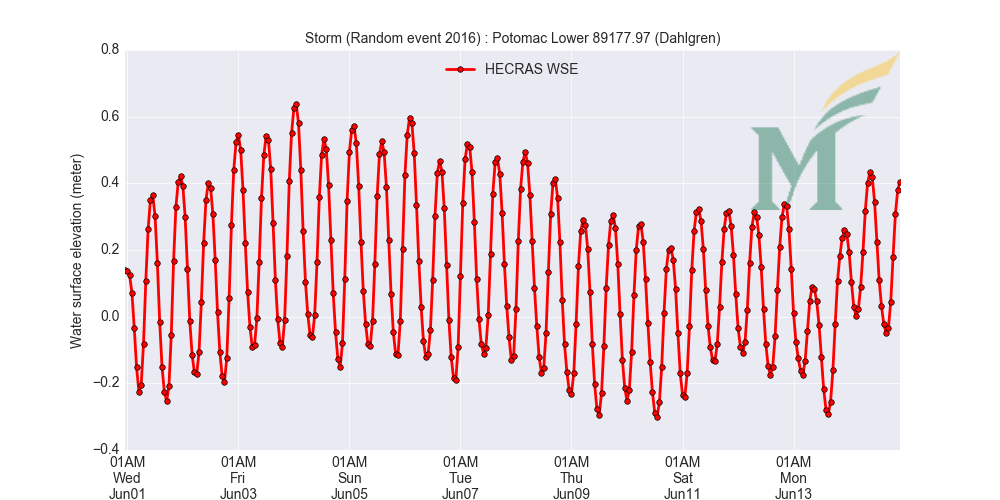 Storm (Random event 2016) : Potomac Lower 89177.97 (Dahlgren)
HECRAS WSE
M
Water surface elevation (meter)
0.8
0.6
0.4
0.2
0.0
−0.2
−0.4
01AM 01AM 01AM 01AM 01AM 01AM 01AM
Wed Fri Sun Tue Thu Sat Mon
Jun01 Jun03 Jun05 Jun07 Jun09 Jun11 Jun13